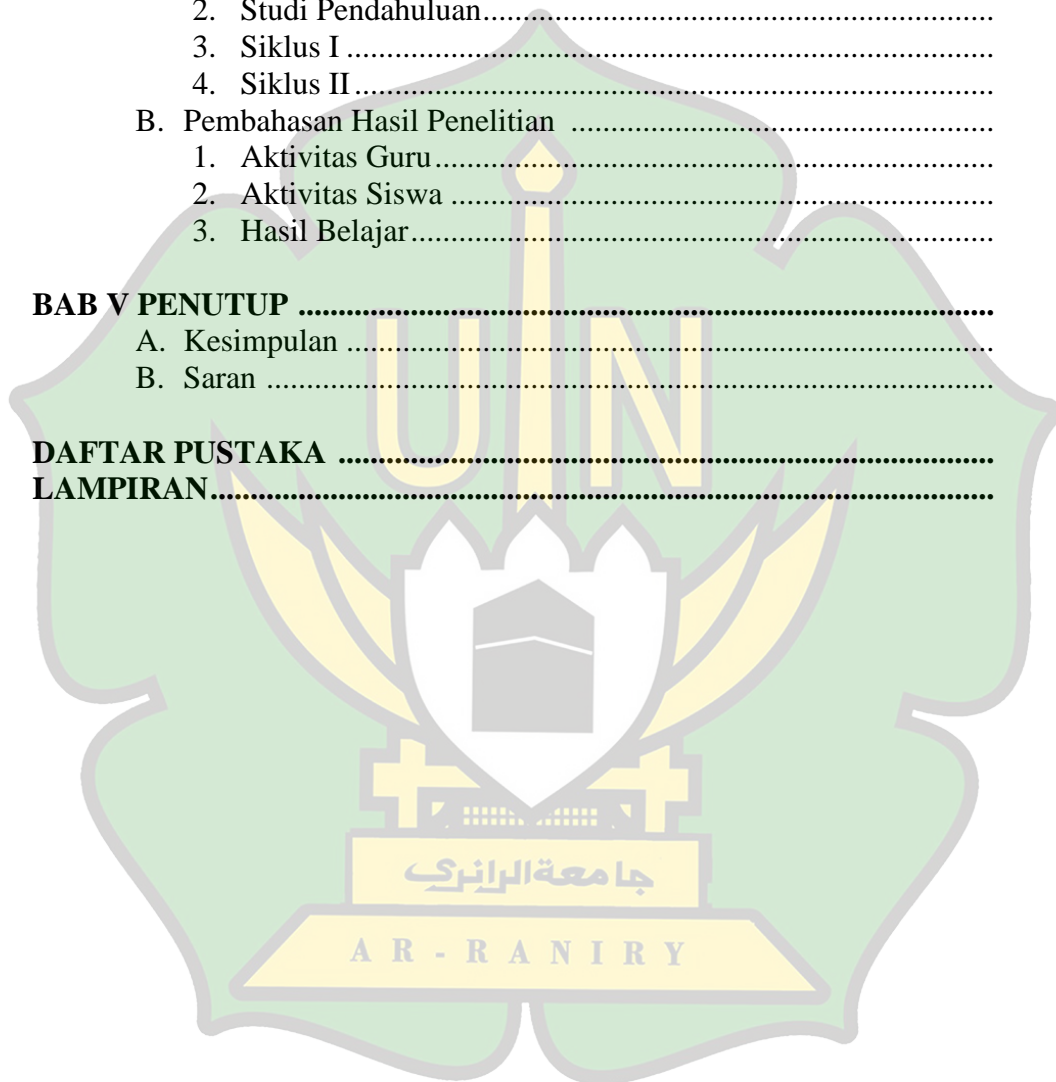 2. Studi Pendahuluan................................................................
3. Siklus I .................................................................................
4. Siklus II ................................................................................
B. Pembahasan Hasil Penelitian .....................................................
1. Aktivitas Guru......................................................................
2. Aktivitas Siswa ....................................................................
3. Hasil Belajar.........................................................................
BAB V PENUTUP .......................................................................................
A. Kesimpulan .................................................................................
B. Saran ...........................................................................................
DAFTAR PUSTAKA ..................................................................................
LAMPIRAN..................................................................................................
UIN
جامعة الرانري
AR-RANIRY